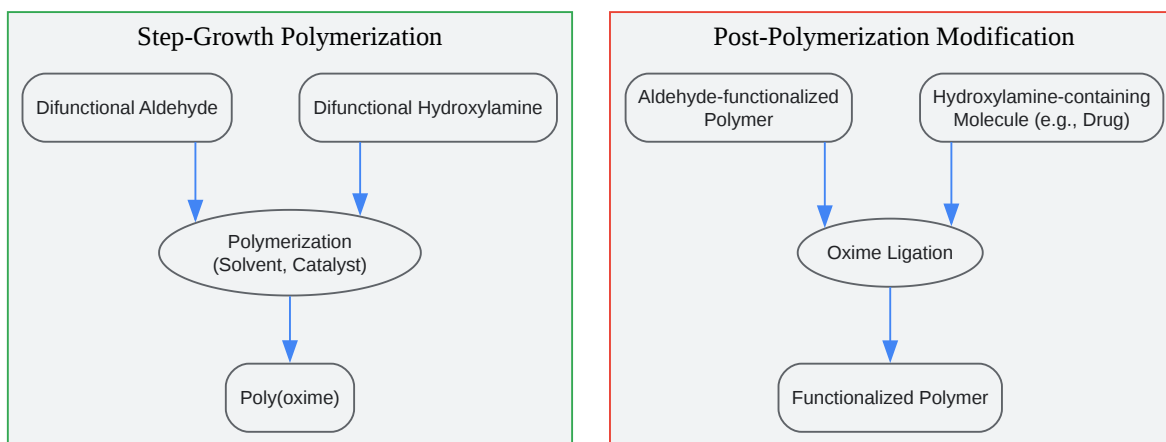 Step-Growth Polymerization
Difunctional Aldehyde
Difunctional Hydroxylamine
Polymerization
(Solvent, Catalyst)
Poly(oxime)
Post-Polymerization Modification
Aldehyde-functionalized
Polymer
Hydroxylamine-containing
Molecule (e.g., Drug)
Oxime Ligation
Functionalized Polymer